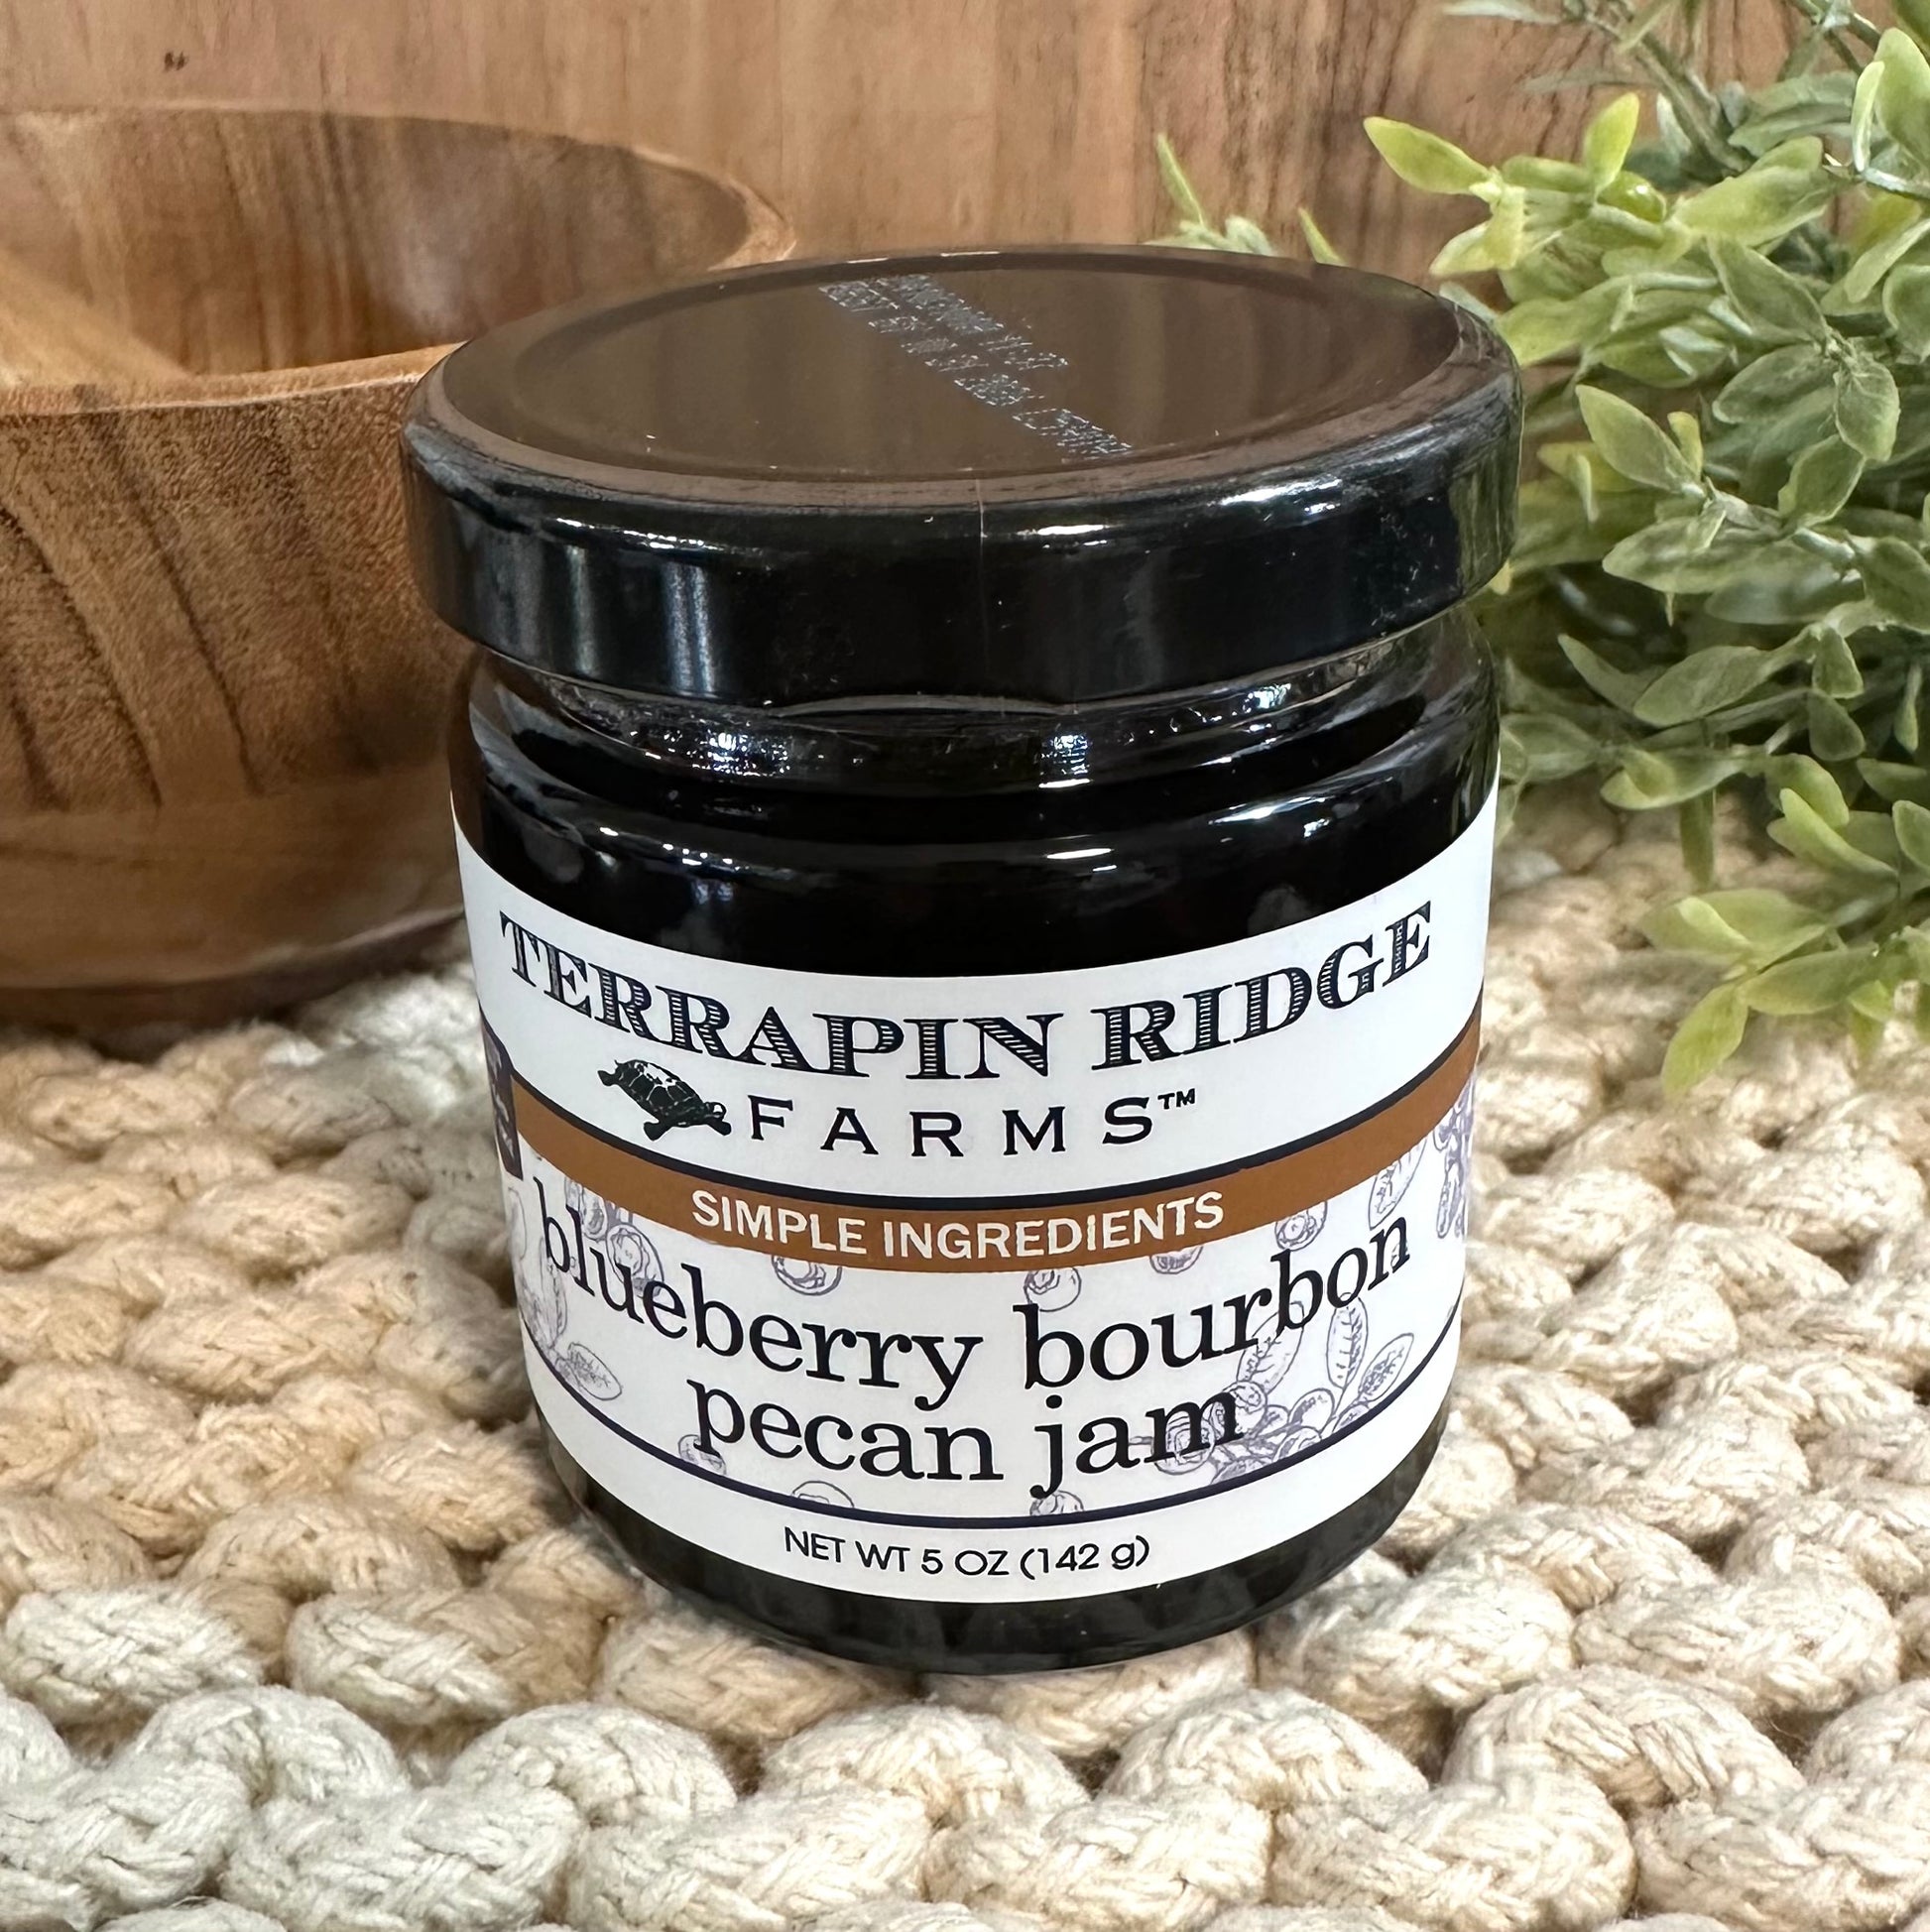 TERRAPIN RIDGE
FARMS™
SIMPLE INGREDIENTS
blueberry bourbon
pecan jam
NET WT 5 OZ (142 g)